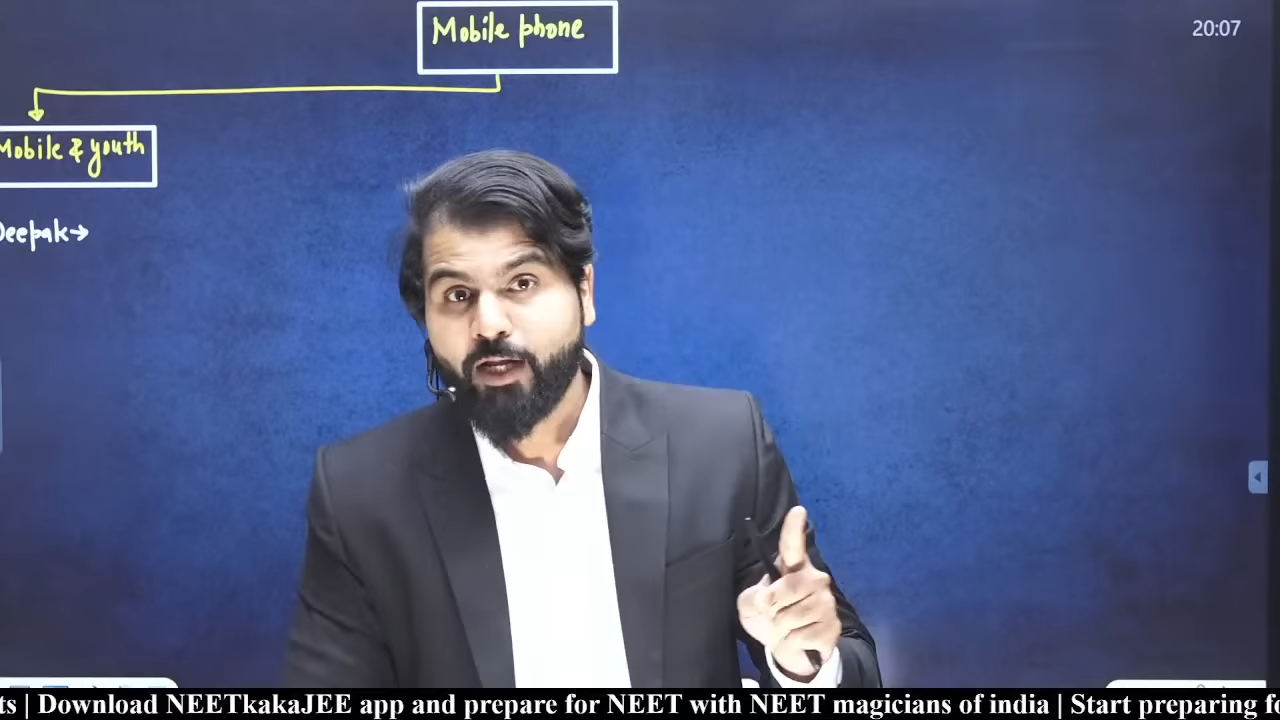 Mobile phone
20:07
Mobile & youth
Deepak→
ts | Download NEETkakaJEE app and prepare for NEET with NEET magicians of india | Start preparing fo